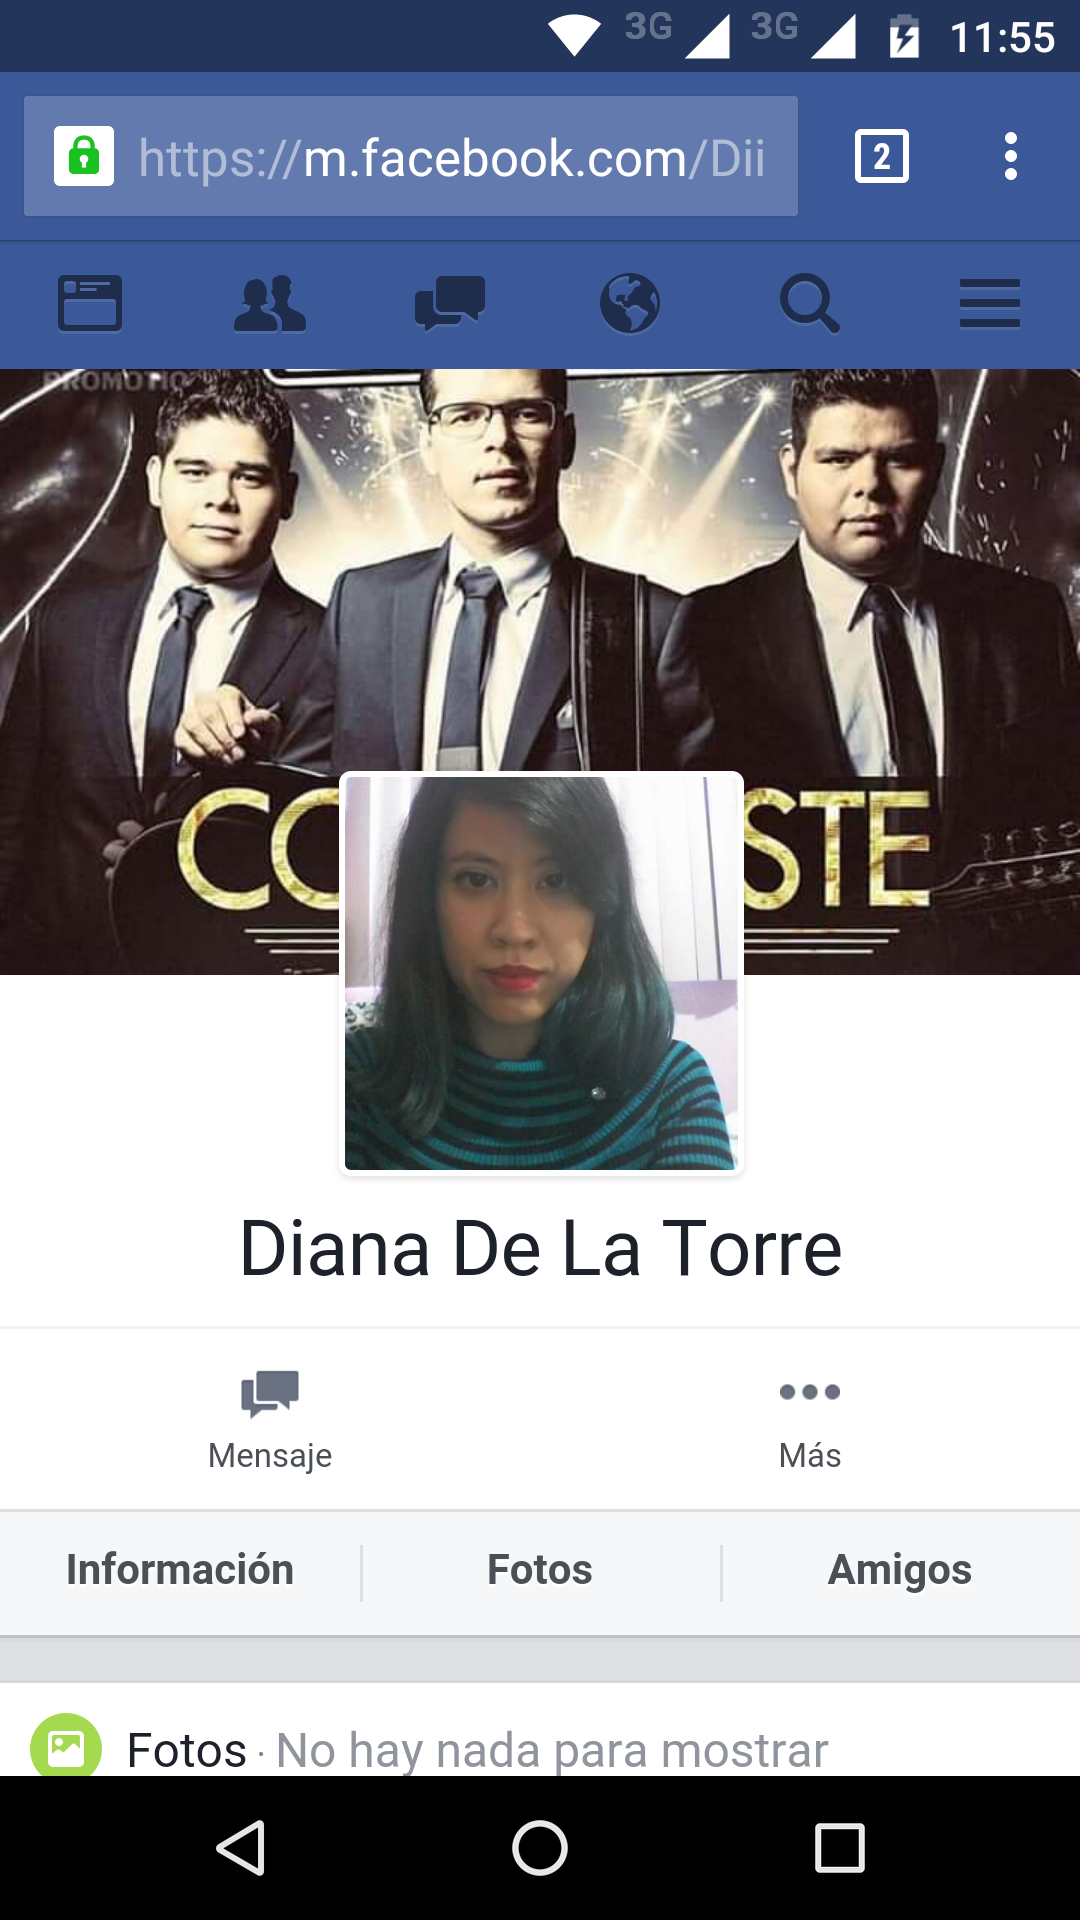 3G 3G 11:55
https://m.facebook.com/Dii
2
PROMOTIO
CO STE
Diana De La Torre
Mensaje Más
Información Fotos Amigos
Fotos · No hay nada para mostrar